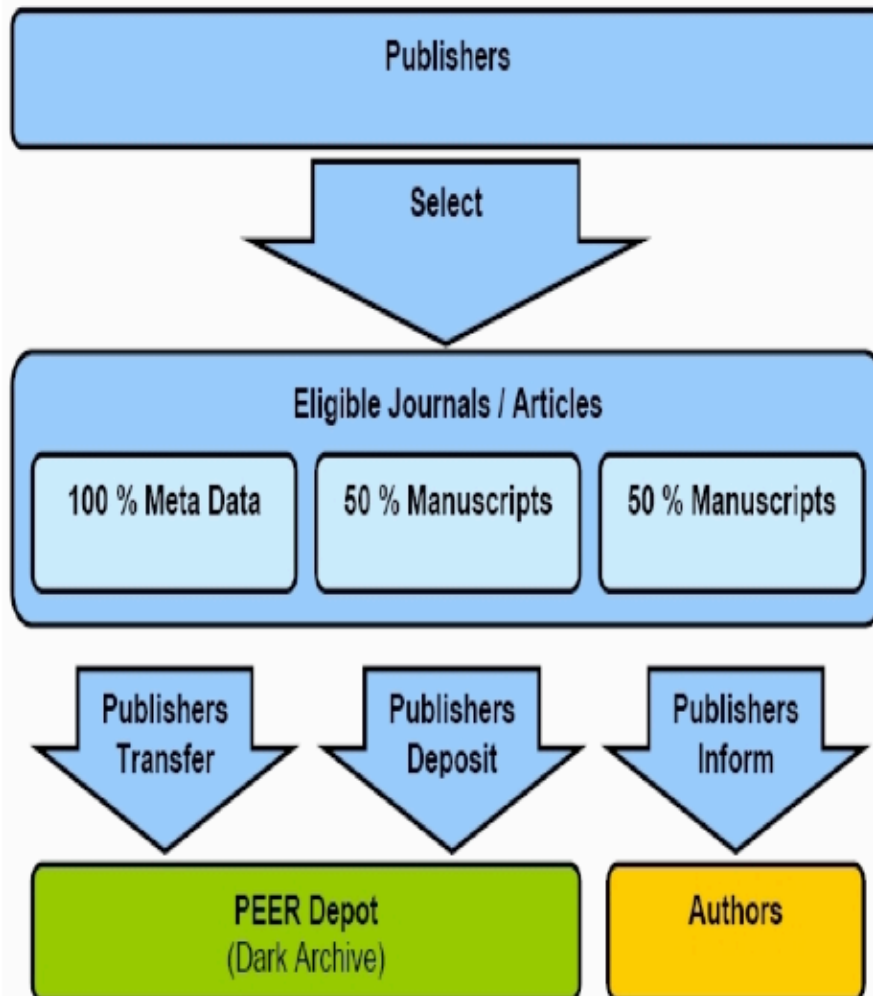 Publishers
Select
Eligible Journals / Articles
100 % Meta Data
50 % Manuscripts
50 % Manuscripts
Publishers
Transfer
Publishers
Deposit
Publishers
Inform
PEER Depot
(Dark Archive)
Authors